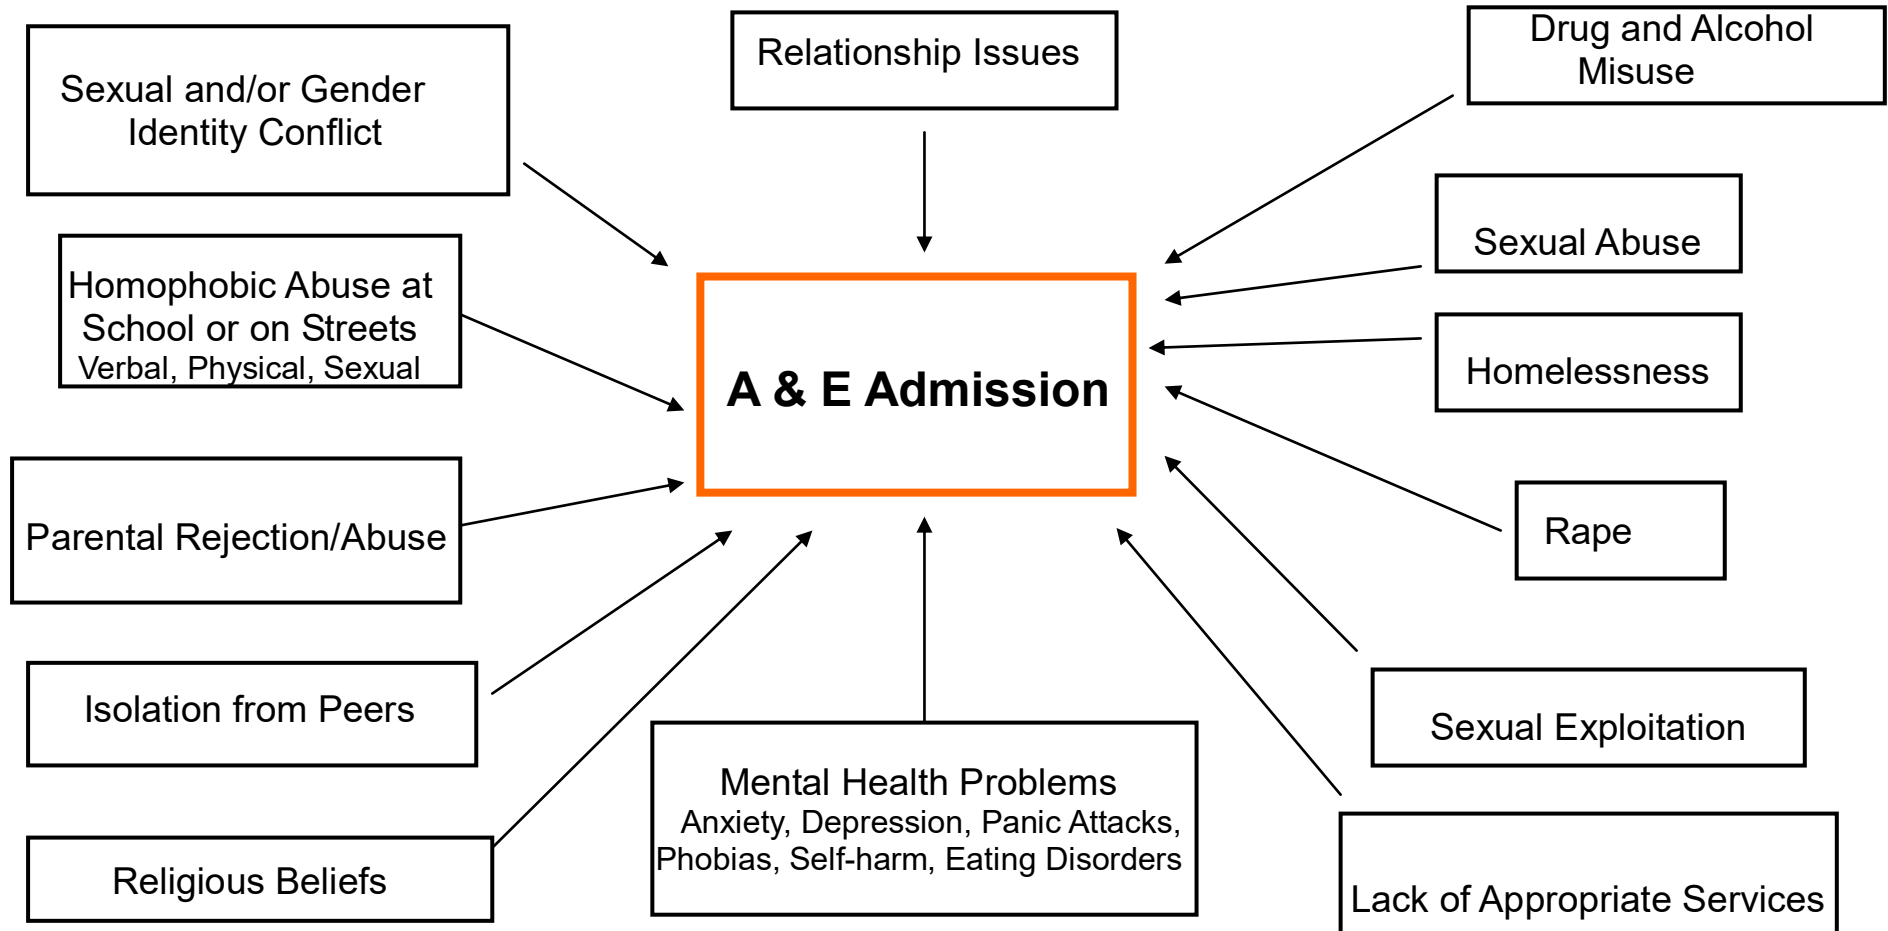 Sexual and/or Gender
Identity Conflict
Relationship Issues
Drug and Alcohol
Misuse
Homophobic Abuse at
School or on Streets
Verbal, Physical, Sexual
Sexual Abuse
Homelessness
A & E Admission
Parental Rejection/Abuse
Rape
Isolation from Peers
Sexual Exploitation
Mental Health Problems
Anxiety, Depression, Panic Attacks,
Phobias, Self-harm, Eating Disorders
Religious Beliefs
Lack of Appropriate Services